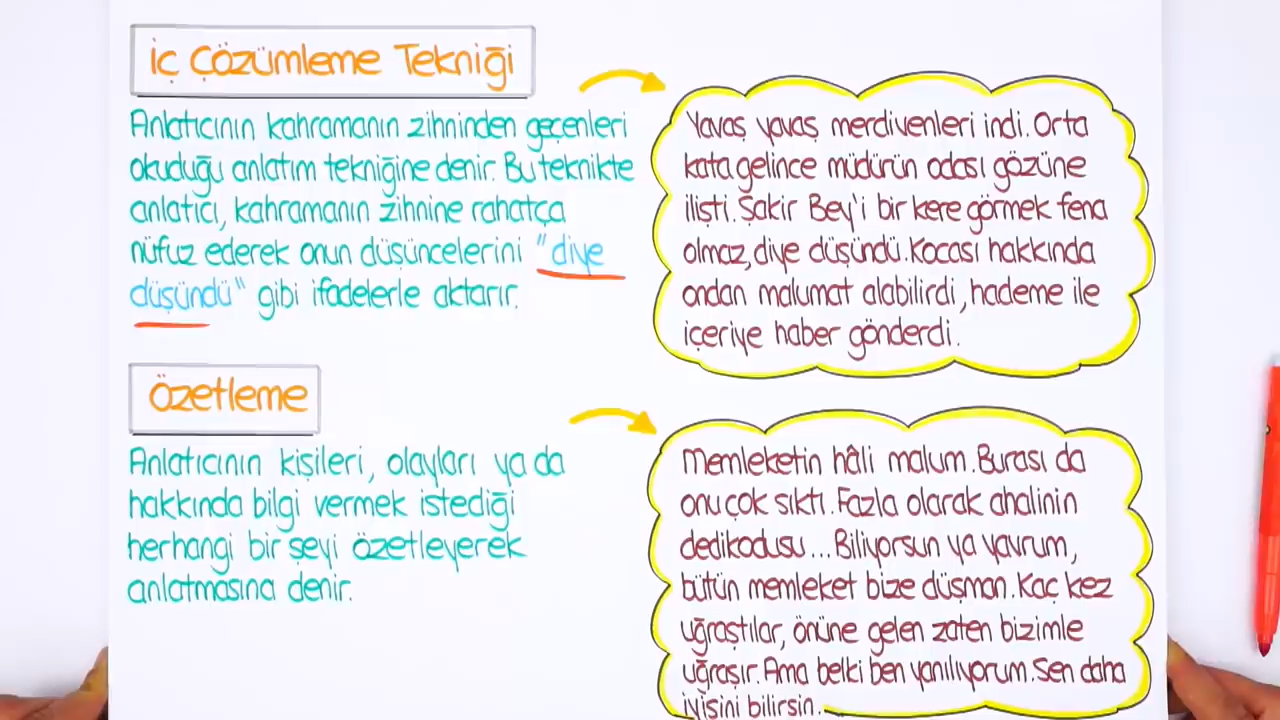 İç Çözümleme Tekniği
Anlatıcının kahramanın zihninden geçenleri
okuduğu anlatım tekniğine denir. Bu teknikte
anlatıcı, kahramanın zihnine rahatça
nüfuz ederek onun düşüncelerini "diye
düşündü" gibi ifadelerle aktarır.
Yavaş yavaş merdivenleri indi. Orta
kata gelince müdürün odası gözüne
ilişti. Şakir Bey'i bir kere görmek fena
olmaz, diye düşündü. Kocası hakkında
ondan malumat alabilirdi, hademe ile
içeriye haber gönderdi.
Özetleme
Anlatıcının kişileri, olayları ya da
hakkında bilgi vermek istediği
herhangi bir şeyi özetleyerek
anlatmasına denir.
Memleketin hâli malum. Burası da
onu çok sıktı. Fazla olarak ahalinin
dedikodusu... Biliyorsun ya yavrum,
bütün memleket bize düşman. Kaç kez
uğraştılar, önüne gelen zaten bizimle
uğraşır. Ama belki ben yanılıyorum. Sen daha
iyisini bilirsin.